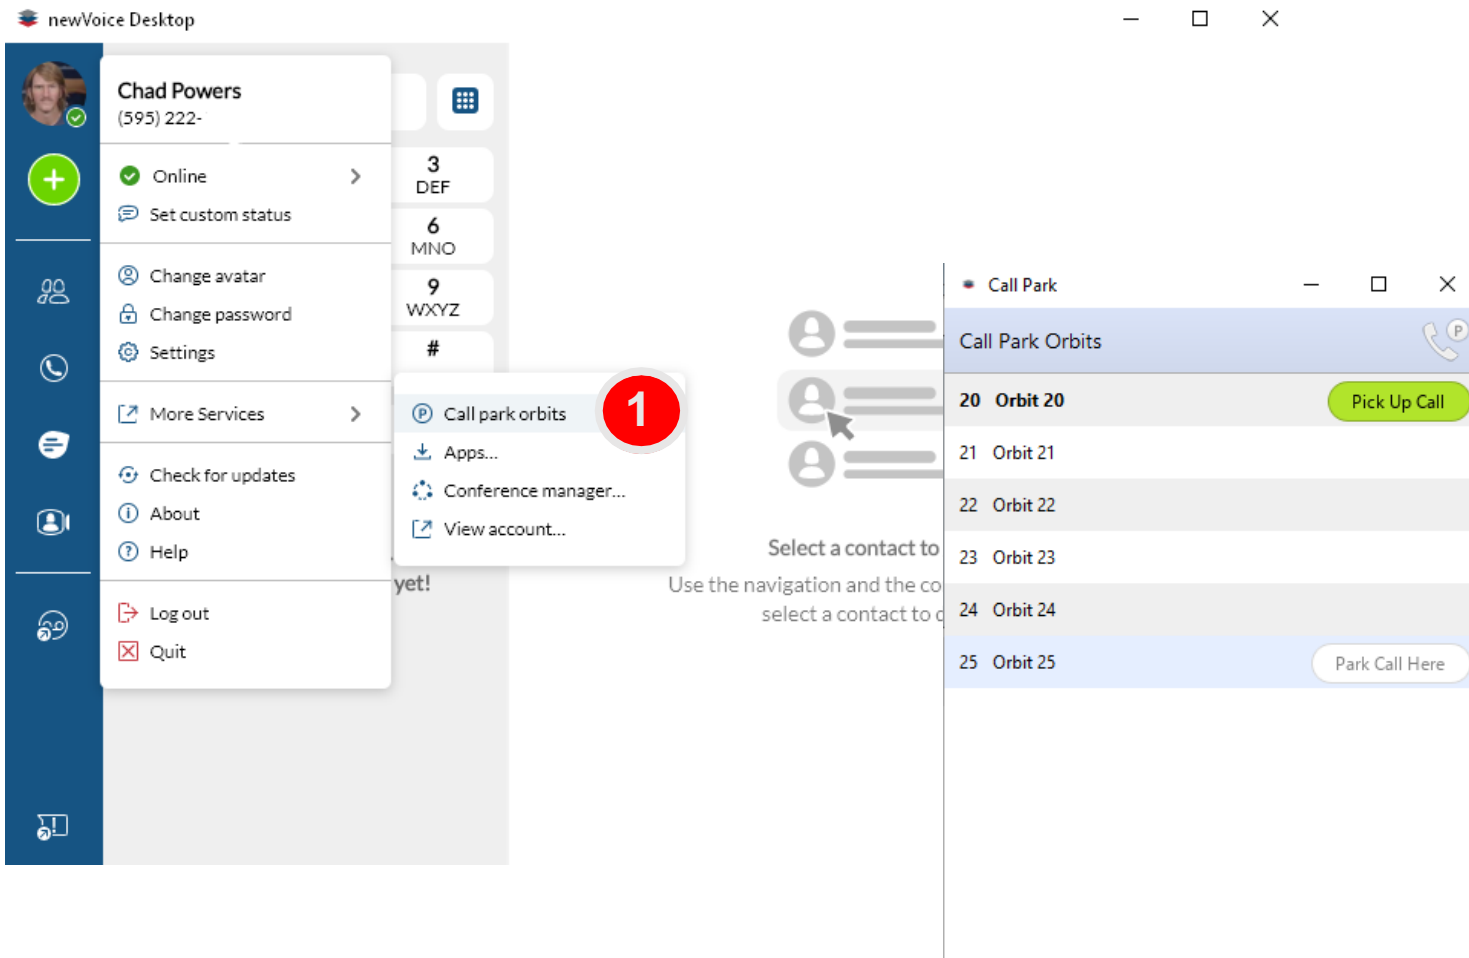 newVoice Desktop
Chad Powers
(595) 222-
Online
Set custom status
Change avatar
Change password
Settings
More Services
Check for updates
About
Help
Log out
Quit
3
DEF
6
MNO
9
WXYZ
#
yet!
Call park orbits
1
Apps...
Conference manager...
View account...
Select a contact to
Use the navigation and the co
select a contact to
Call Park
Call Park Orbits
P
20 Orbit 20
Pick Up Call
21 Orbit 21
22 Orbit 22
23 Orbit 23
24 Orbit 24
25 Orbit 25
Park Call Here